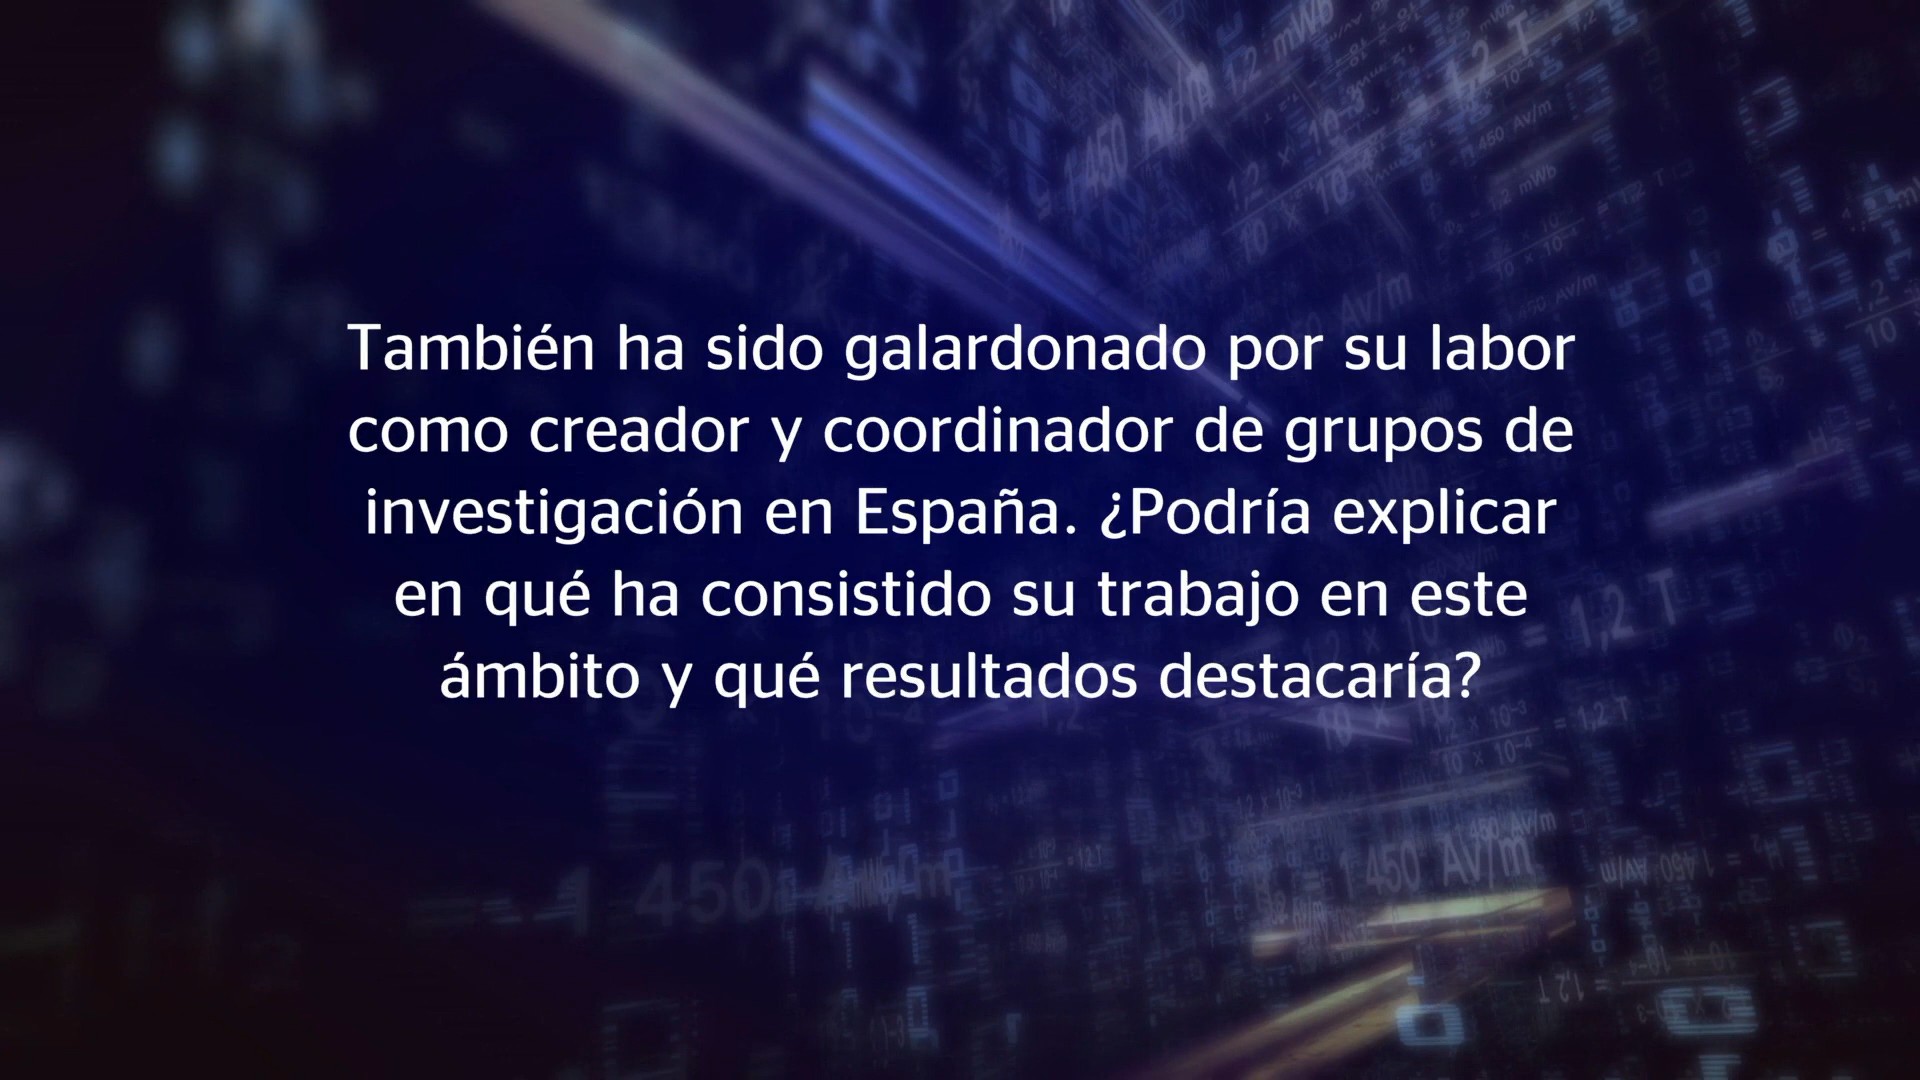 También ha sido galardonado por su labor
como creador y coordinador de grupos de
investigación en España. ¿Podría explicar
en qué ha consistido su trabajo en este
ámbito y qué resultados destacaría?